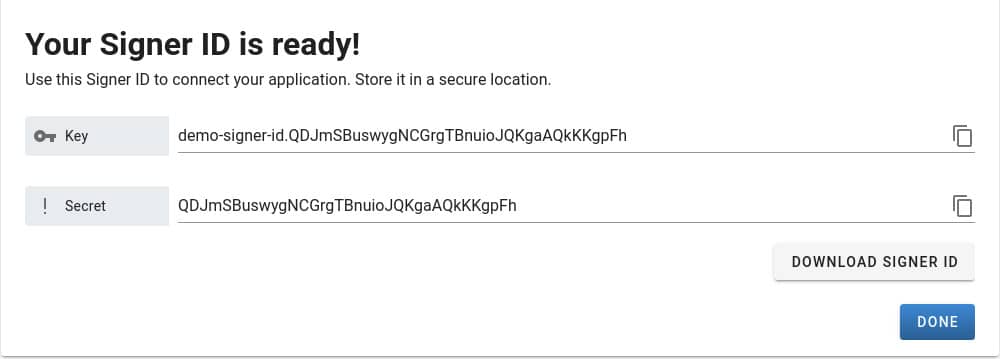 Your Signer ID is ready!
Use this Signer ID to connect your application. Store it in a secure location.
Key demo-signer-id.QDJmSBuswygNCGrgTBnuioJQKgaAQkKKgpFh
! Secret QDJmSBuswygNCGrgTBnuioJQKgaAQkKKgpFh
DOWNLOAD SIGNER ID
DONE